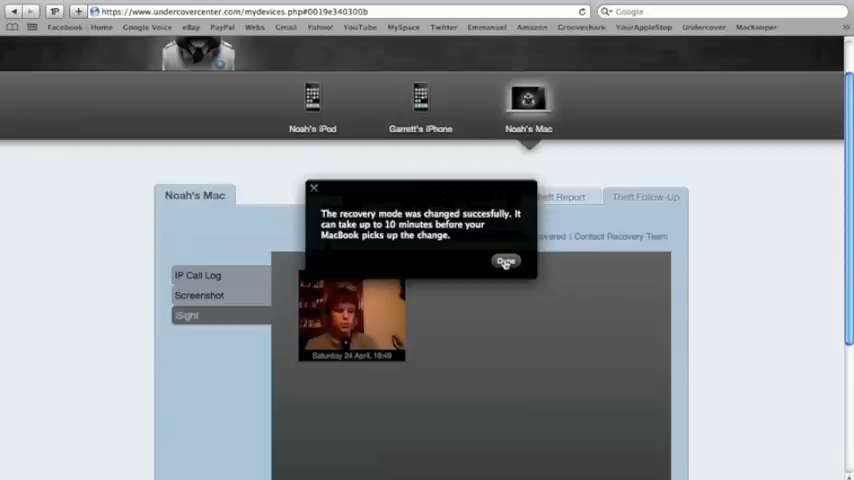 https://www.undercovercenter.com/mydevices.php#0019e340300b
Google
Facebook Home Google Voice eBay PayPal Webs Gmail Yahoo! YouTube MySpace Twitter Emmanuel Amazon Grooveshark YourAppleStop Undercover MacKeeper
Noah's iPod Garrett's iPhone Noah's Mac
Noah's Mac
Theft Report Theft Follow-Up
The recovery mode was changed succesfully. It
can take up to 10 minutes before your
MacBook picks up the change.
Done
| Contact Recovery Team
IP Call Log
Screenshot
iSight
Saturday 24 April, 16:49